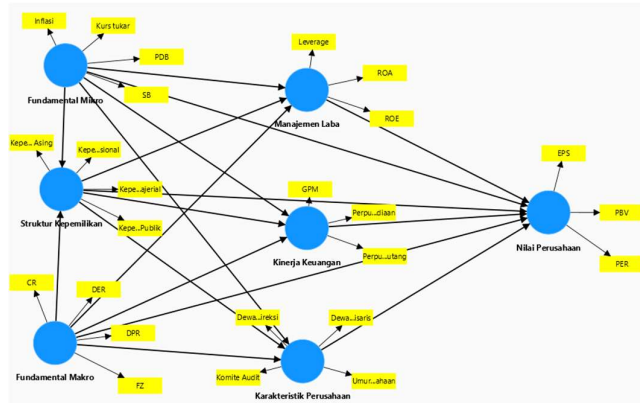 Inflasi
Kurs tukar
PDB
SB
Fundamental Mikro
Leverage
ROA
ROE
Manajemen Laba
Kepe...Asing
Kepe...sional
Kepe...ajerial
Kepe...Publik
Struktur Kepemilikan
GPM
Perpu...diaan
Perpu...utang
Kinerja Keuangan
EPS
PBV
PER
Nilai Perusahaan
CR
DER
DPR
FZ
Fundamental Makro
Dewa...ireksi
Dewa...isaris
Komite Audit
Umur...ahaan
Karakteristik Perusahaan